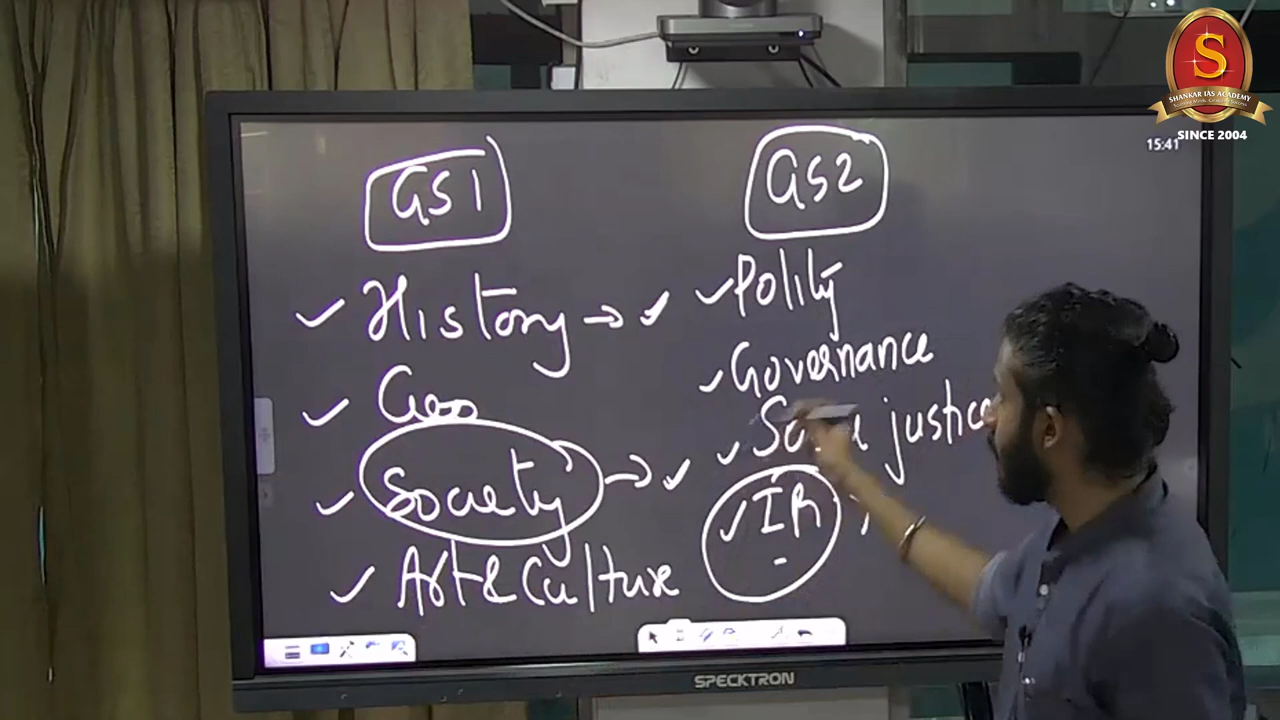 S
SHANKAR IAS ACADEMY
SINCE 2004
15:41
GS1
History
Geo
Society
Art & Culture
GS2
Polity
Governance
justice
IR
SPECKTRON